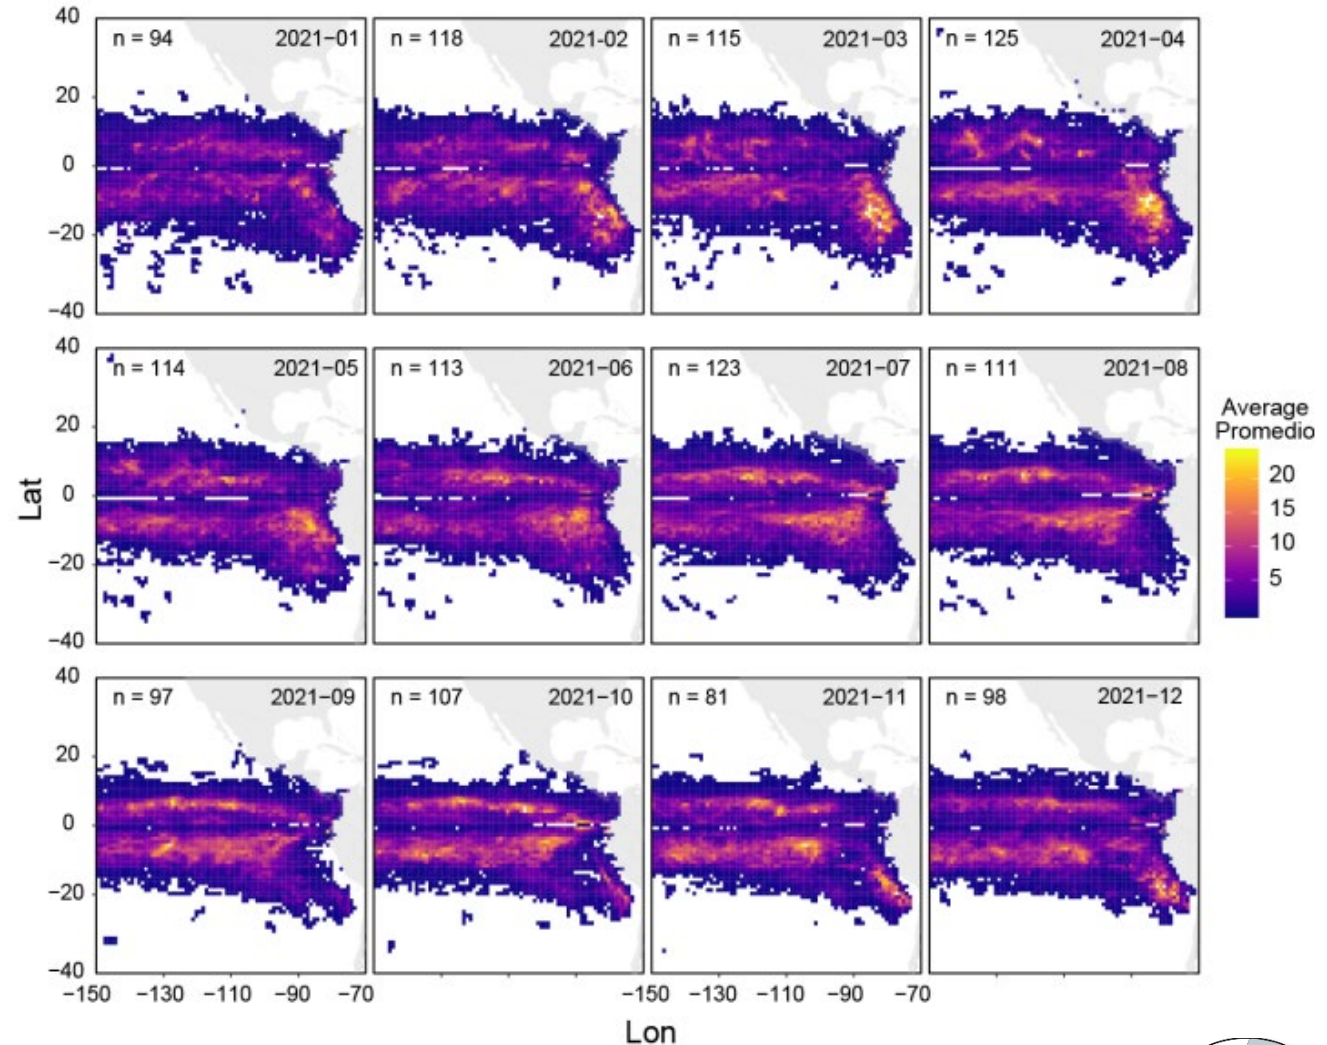 40
n = 94 2021−01
n = 118 2021-02
n = 115 2021−03
n = 125 2021−04
20
0
−20
−40
40
n = 114 2021−05
n = 113 2021−06
n = 123 2021−07
n = 111 2021−08
20
0
−20
−40
Lat
Average
Promedio
20
15
10
5
40
n = 97 2021−09
n = 107 2021−10
n = 81 2021−11
n = 98 2021−12
20
0
−20
−40
−150 −130 −110 −90 −70
−150 −130 −110 −90 −70
Lon